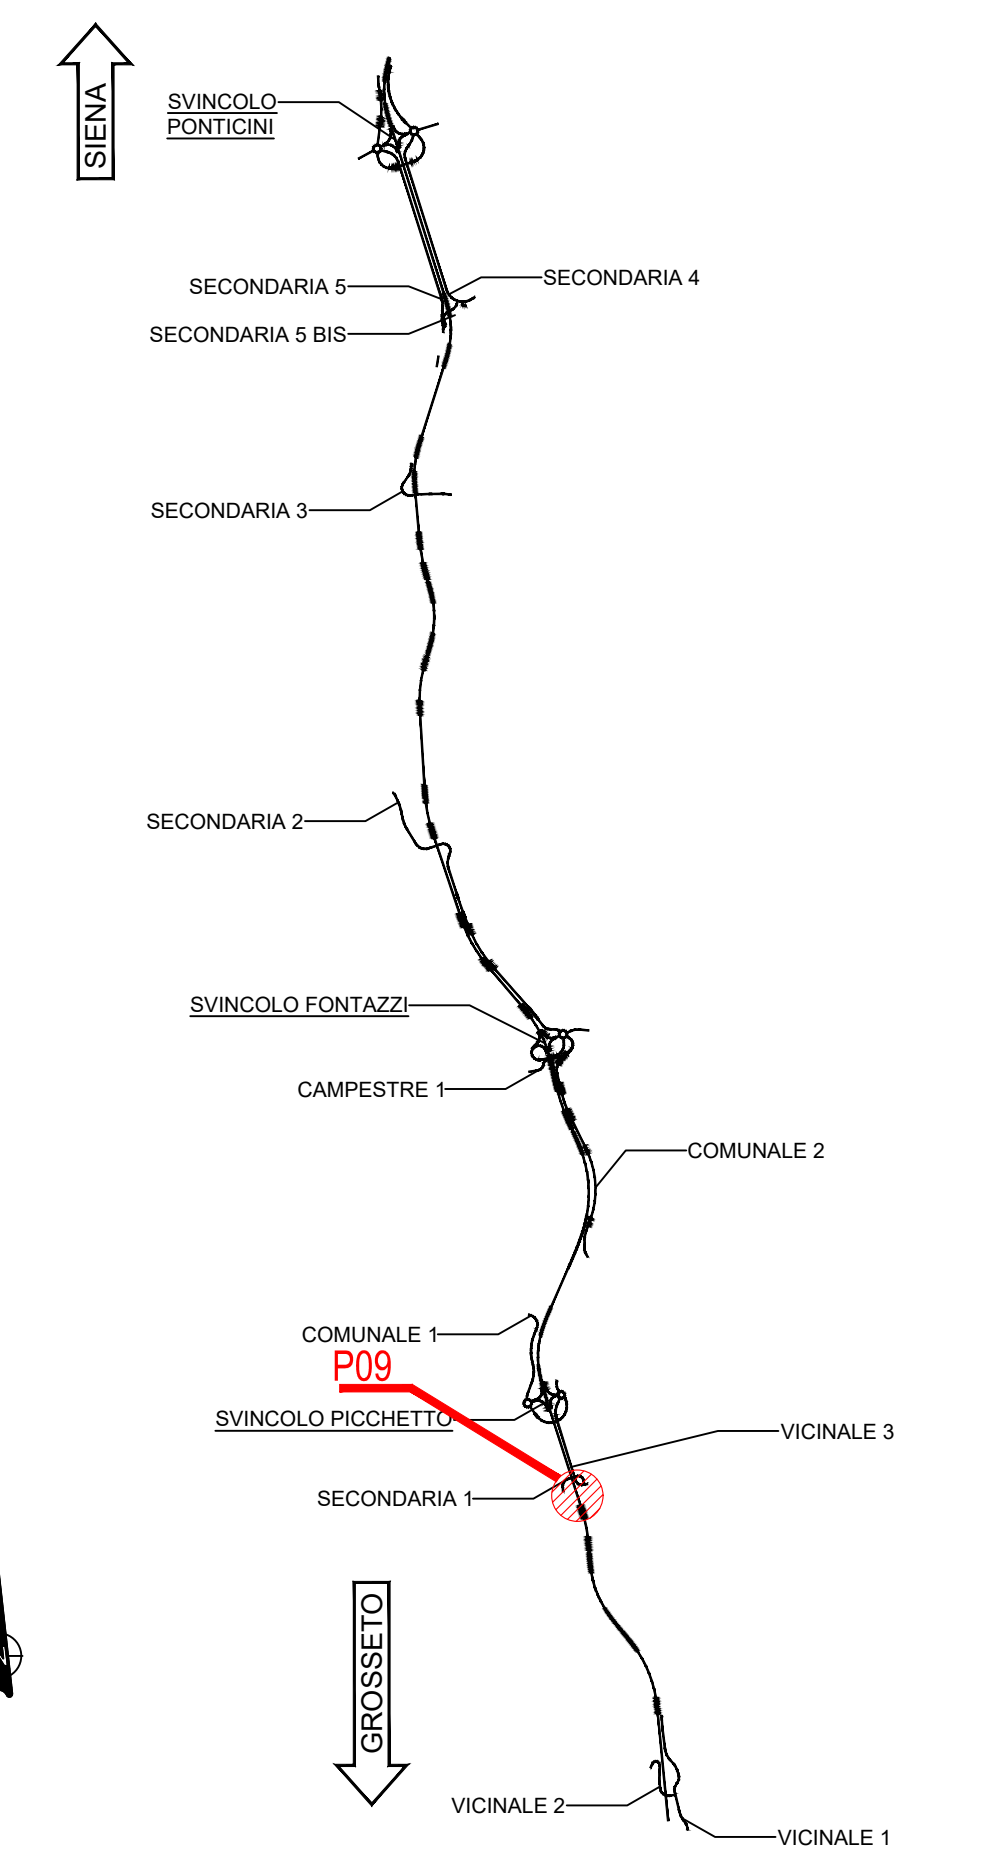 SIENA
SVINCOLO
PONTICINI
SECONDARIA 5
SECONDARIA 4
SECONDARIA 5 BIS
SECONDARIA 3
SECONDARIA 2
SVINCOLO FONTAZZI
CAMPESTRE 1
COMUNALE 2
COMUNALE 1
P09
SVINCOLO PICCHETTO
VICINALE 3
SECONDARIA 1
GROSSETO
VICINALE 2
VICINALE 1